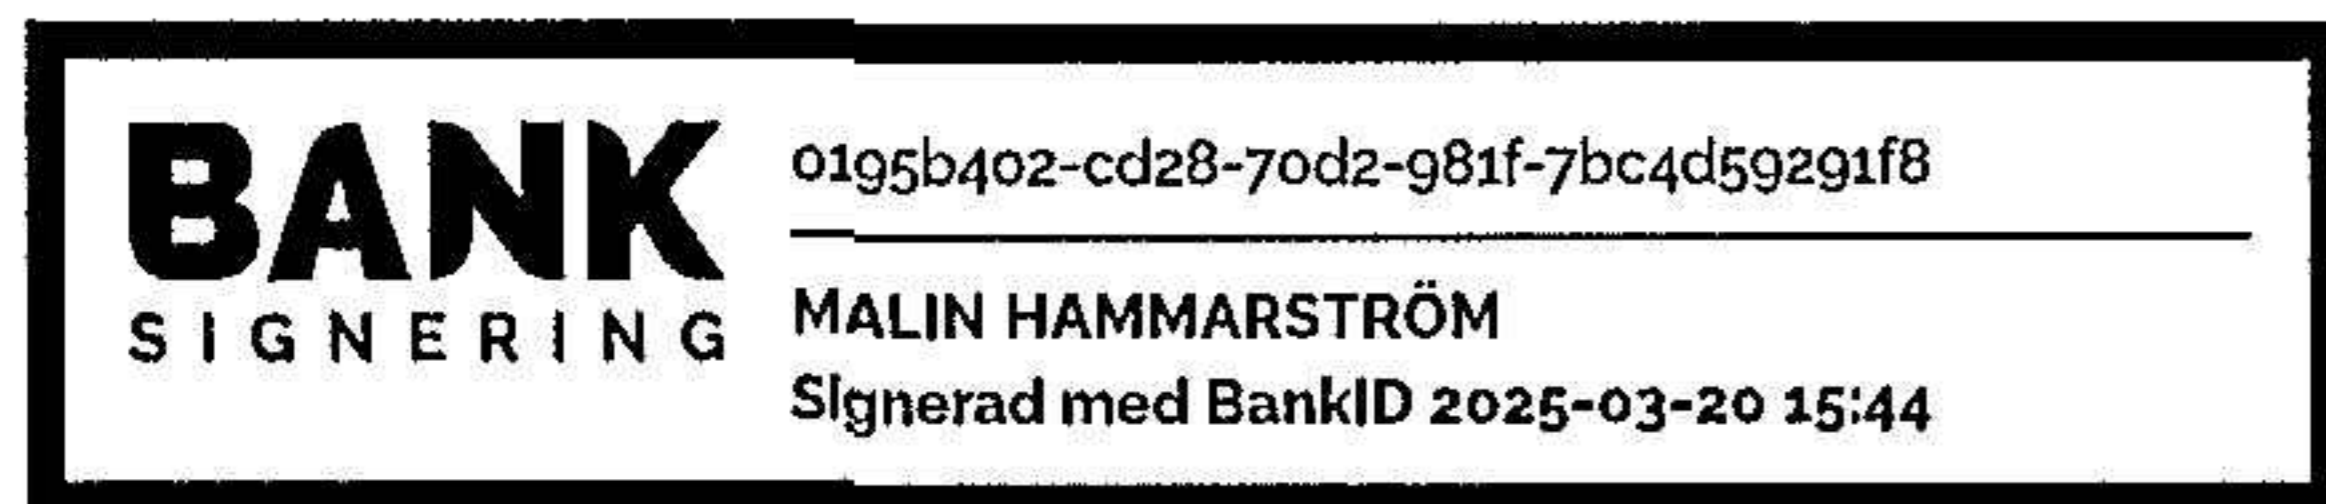 BANK
SIGNERING
0195b402-cd28-70d2-981f-7bc4d59291f8
MALIN HAMMARSTRÖM
Signerad med BankID 2025-03-20 15:44